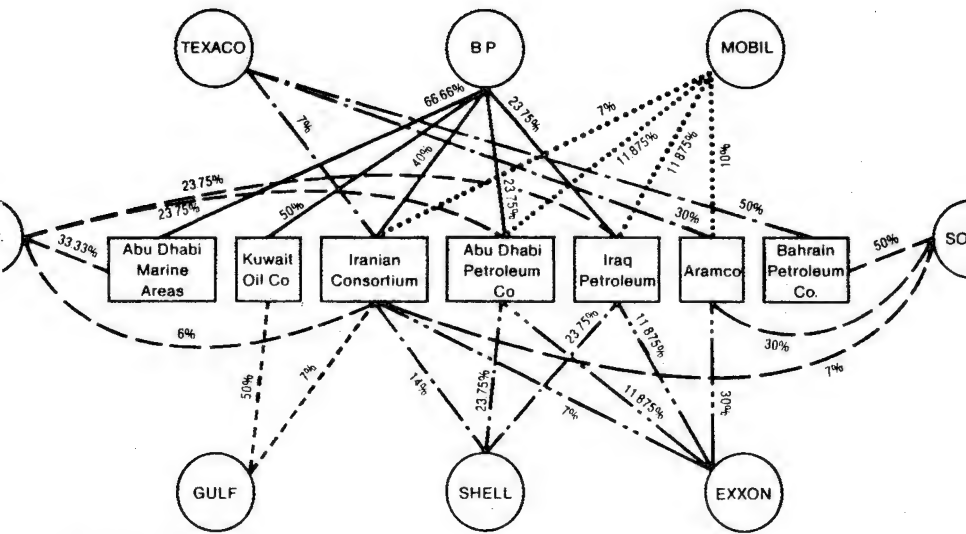 TEXACO
BP
MOBIL
66.66%
23.75%
7%
7%
11.875%
11.875%
10%
40%
23.75%
23.75%
23.75%
50%
30%
50%
33.33%
Abu Dhabi
Marine
Areas
Kuwait
Oil Co
Iranian
Consortium
Abu Dhabi
Petroleum
Co
Iraq
Petroleum
Aramco
Bahrain
Petroleum
Co.
50%
SO
6%
50%
7%
14%
23.75%
23.75%
7%
11.875%
11.875%
30%
30%
7%
GULF
SHELL
EXXON